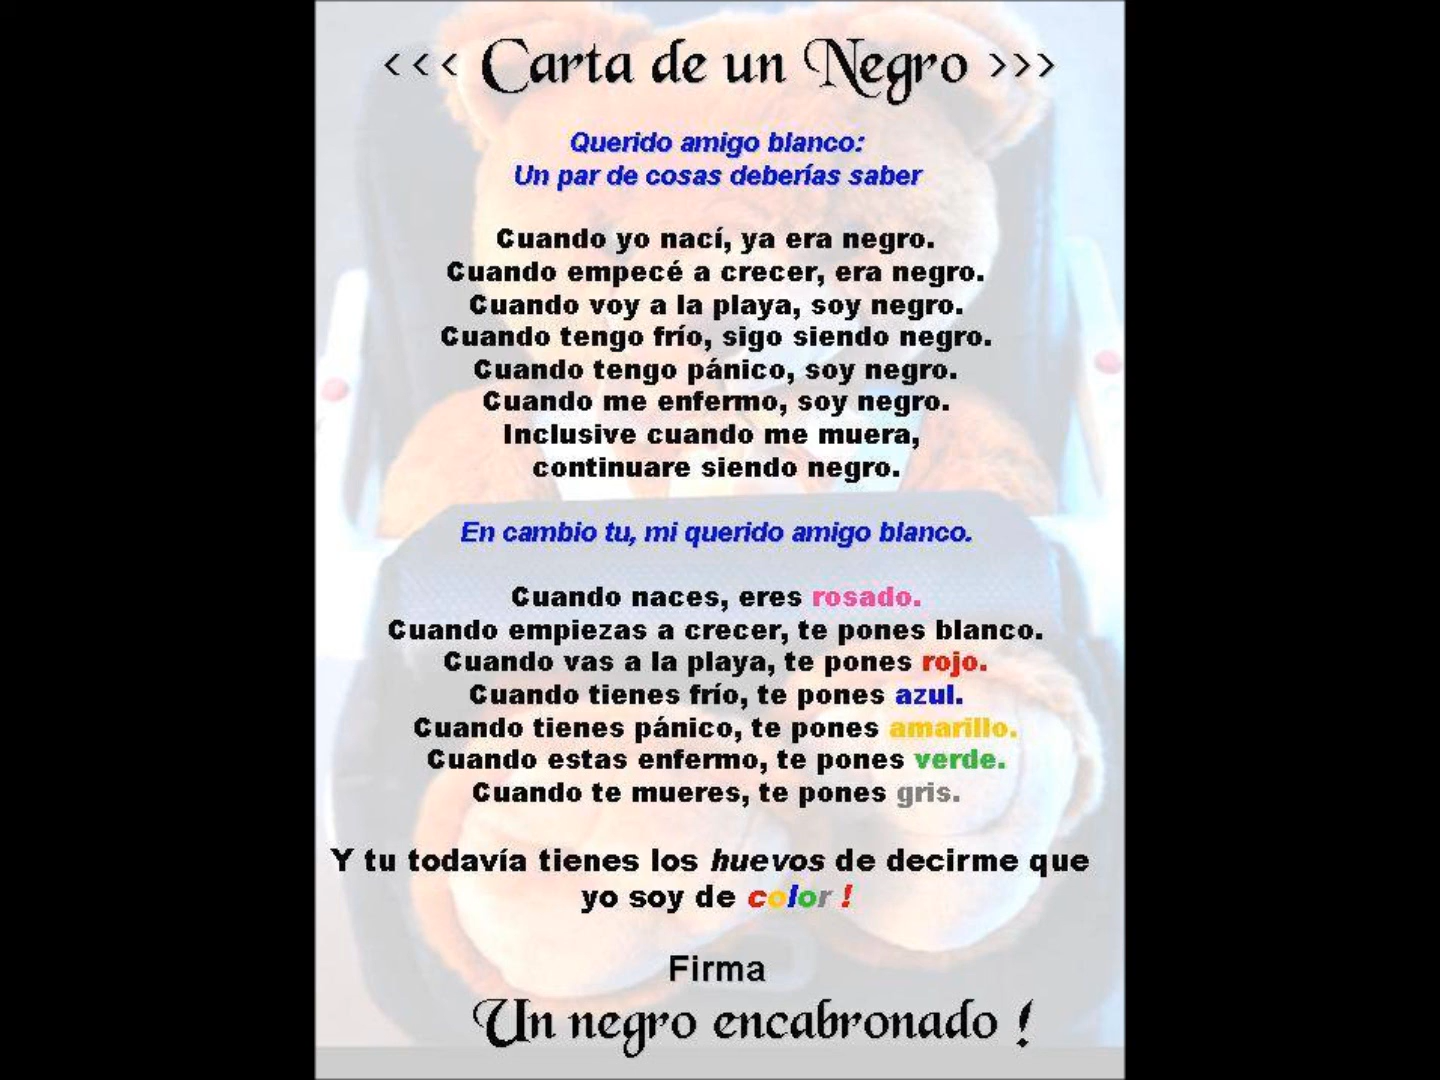 <<< Carta de un Negro >>>
Querido amigo blanco:
Un par de cosas deberías saber
Cuando yo nací, ya era negro.
Cuando empecé a crecer, era negro.
Cuando voy a la playa, soy negro.
Cuando tengo frío, sigo siendo negro.
Cuando tengo pánico, soy negro.
Cuando me enfermo, soy negro.
Inclusive cuando me muera,
continuare siendo negro.
En cambio tu, mi querido amigo blanco.
Cuando naces, eres rosado.
Cuando empiezas a crecer, te pones blanco.
Cuando vas a la playa, te pones rojo.
Cuando tienes frío, te pones azul.
Cuando tienes pánico, te pones amarillo.
Cuando estas enfermo, te pones verde.
Cuando te mueres, te pones gris.
Y tu todavía tienes los huevos de decirme que
yo soy de color !
Firma
Un negro encabronado !